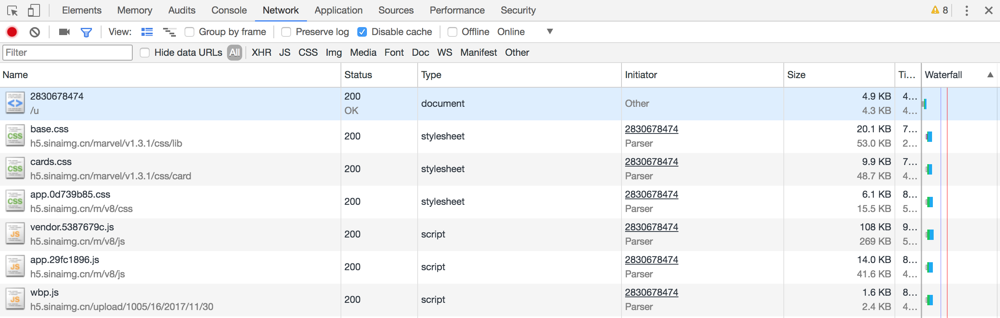 Elements Memory Audits Console Network Application Sources Performance Security 8
View: Group by frame Preserve log Disable cache Offline Online
Filter Hide data URLs All XHR JS CSS Img Media Font Doc WS Manifest Other
Name Status Type Initiator Size Ti... Waterfall
2830678474 200 4.9 KB 4...
document Other
/u OK 4.3 KB 4...
base.css 2830678474 20.1 KB 7...
CSS 200 stylesheet
h5.sinaimg.cn/marvel/v1.3.1/css/lib Parser 53.0 KB 2...
cards.css 2830678474 9.9 KB 7...
CSS 200 stylesheet
h5.sinaimg.cn/marvel/v1.3.1/css/card Parser 48.7 KB 4...
app.0d739b85.css 2830678474 6.1 KB 8...
CSS 200 stylesheet
h5.sinaimg.cn/m/v8/css Parser 15.5 KB 5...
vendor.5387679c.js 2830678474 108 KB 9...
JS 200 script
h5.sinaimg.cn/m/v8/js Parser 269 KB 5...
app.29fc1896.js 2830678474 14.0 KB 8...
JS 200 script
h5.sinaimg.cn/m/v8/js Parser 41.6 KB 4...
wbp.js 2830678474 1.6 KB 8...
JS 200 script
h5.sinaimg.cn/upload/1005/16/2017/11/30 Parser 2.4 KB 4...